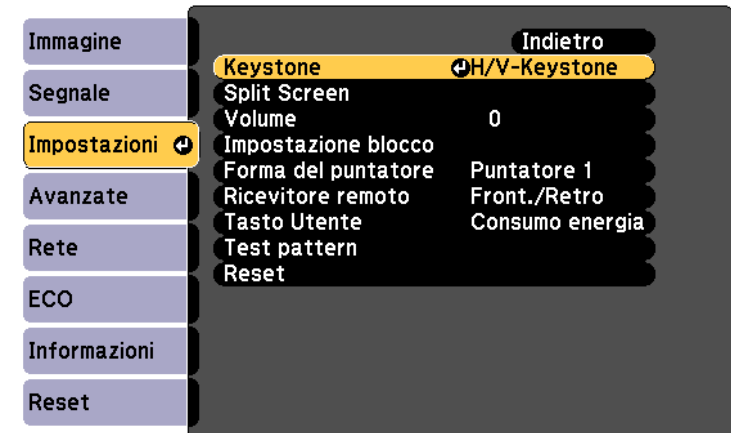 Immagine
Segnale
Impostazioni
Avanzate
Rete
ECO
Informazioni
Reset
Indietro
Keystone H/V-Keystone
Split Screen
Volume 0
Impostazione blocco
Forma del puntatore Puntatore 1
Ricevitore remoto Front./Retro
Tasto Utente Consumo energia
Test pattern
Reset